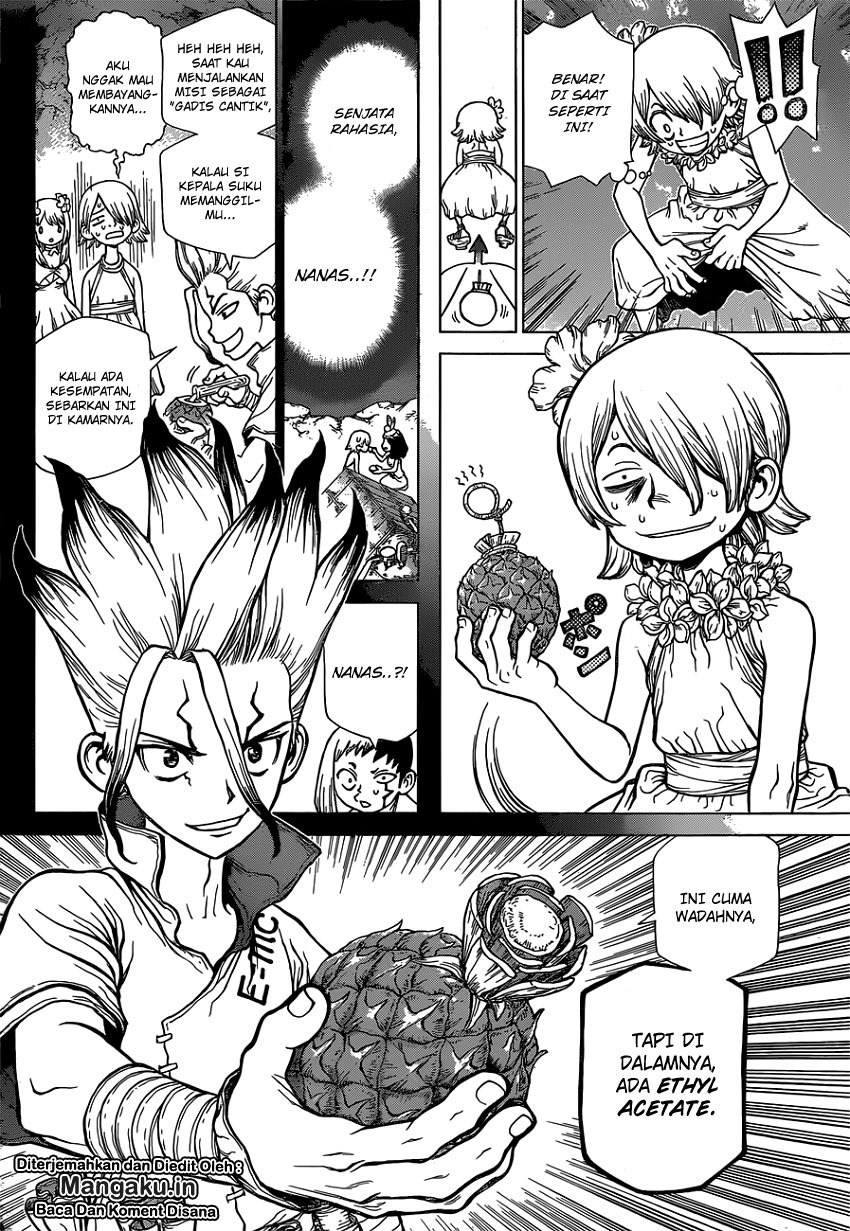 !!
BENAR!
DI SAAT
SEPERTI
INI!
ポン
SENJATA
RAHASIA,
NANAS..!!
HEH HEH HEH,
SAAT KAU
MENJALANKAN
MISI SEBAGAI
"GADIS CANTIK",
KALAU SI
KEPALA SUKU
MEMANGGIL-
MU...
AKU
NGGAK MAU
MEMBAYANG-
KANNYA...
KALAU ADA
KESEMPATAN,
SEBARKAN INI
DI KAMARNYA.
NANAS..?!
INI CUMA
WADAHNYA,
TAPI DI
DALAMNYA,
ADA ETHYL
ACETATE.
E=mc
Diterjemahkan dan Diedit Oleh :
Mangaku.in
Baca Dan Koment Disana